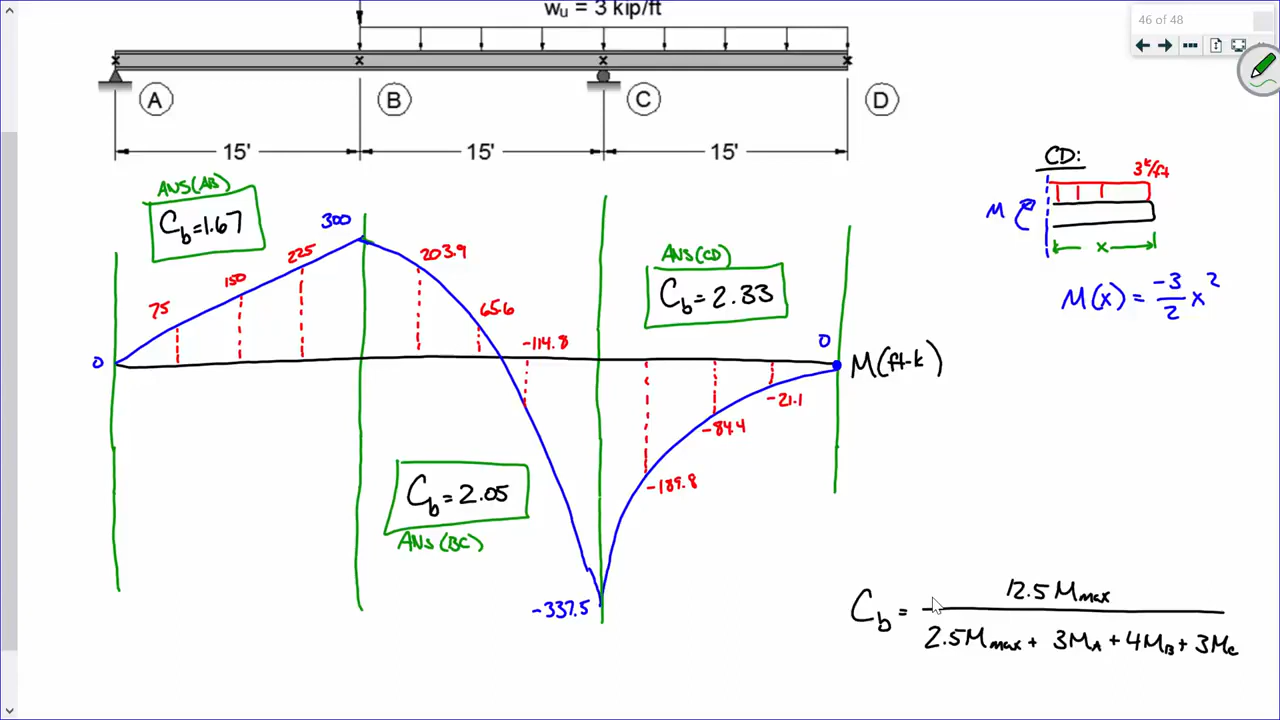 46 of 48
wu = 3 kip/ft
A
B
C
D
15'
15'
15'
CD:
3k/ft
M
x
M(x) = -3/2 x²
ANS(AB)
Cb=1.67
300
225
150
75
0
203.9
65.6
-114.8
ANS(CD)
Cb = 2.33
0
M(ft-k)
-21.1
-84.4
-189.8
Cb = 2.05
ANS(BC)
-337.5
Cb = 12.5 Mmax
2.5Mmax + 3MA + 4MB + 3Mc